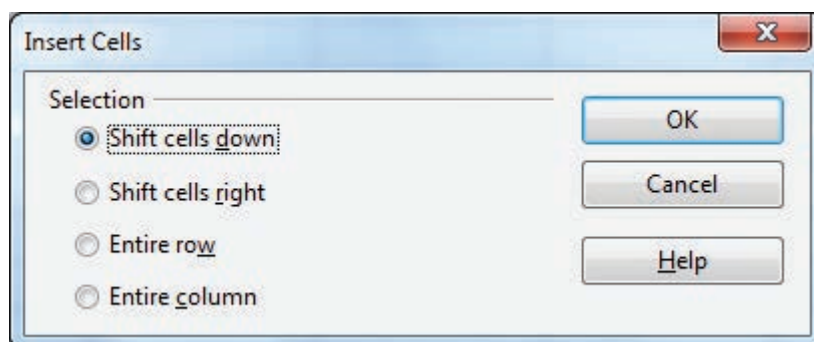 Insert Cells
Selection
Shift cells down
Shift cells right
Entire row
Entire column
OK
Cancel
Help